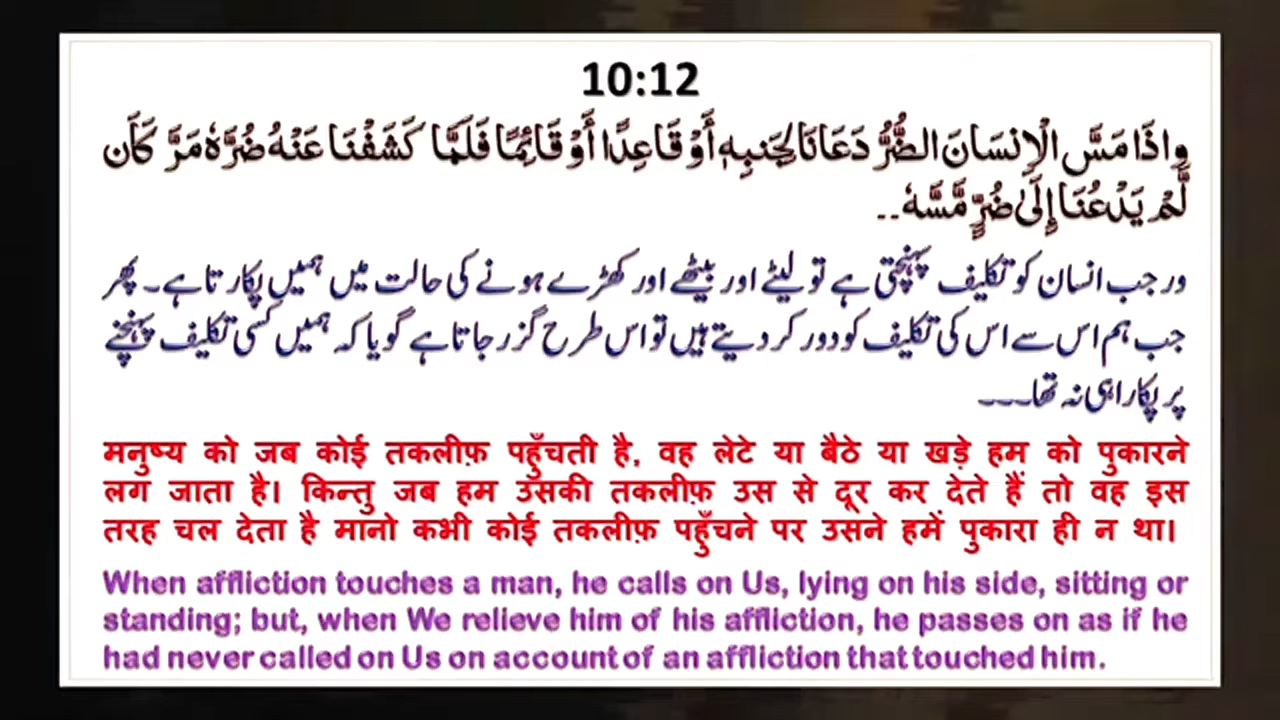 10:12
واِذَا مَسَّ الْاِنسَانَ الضُّرُّ دَعَانَا لِجَنبِهٖ أَوْ قَاعِدًا أَوْ قَائِمًا فَلَمَّا كَشَفْنَا عَنْهُ ضُرَّهٗ مَرَّ كَاَن
لَّمْ يَدْعُنَا إِلَىٰ ضُرٍّ مَّسَّهٗ..
ور جب انسان کو تکلیف پہنچتی ہے تو لیٹے اور بیٹھے اور کھڑے ہونے کی حالت میں ہمیں پکارتا ہے۔ پھر
جب ہم اس سے اس کی تکلیف کو دور کر دیتے ہیں تو اس طرح گزر جاتا ہے گویا کہ ہمیں کسی تکلیف پہنچنے
پر پکارا ہی نہ تھا۔۔۔
मनुष्य को जब कोई तकलीफ़ पहुँचती है, वह लेटे या बैठे या खड़े हम को पुकारने
लग जाता है। किन्तु जब हम उसकी तकलीफ़ उस से दूर कर देते हैं तो वह इस
तरह चल देता है मानो कभी कोई तकलीफ़ पहुँचने पर उसने हमें पुकारा ही न था।
When affliction touches a man, he calls on Us, lying on his side, sitting or
standing; but, when We relieve him of his affliction, he passes on as if he
had never called on Us on account of an affliction that touched him.